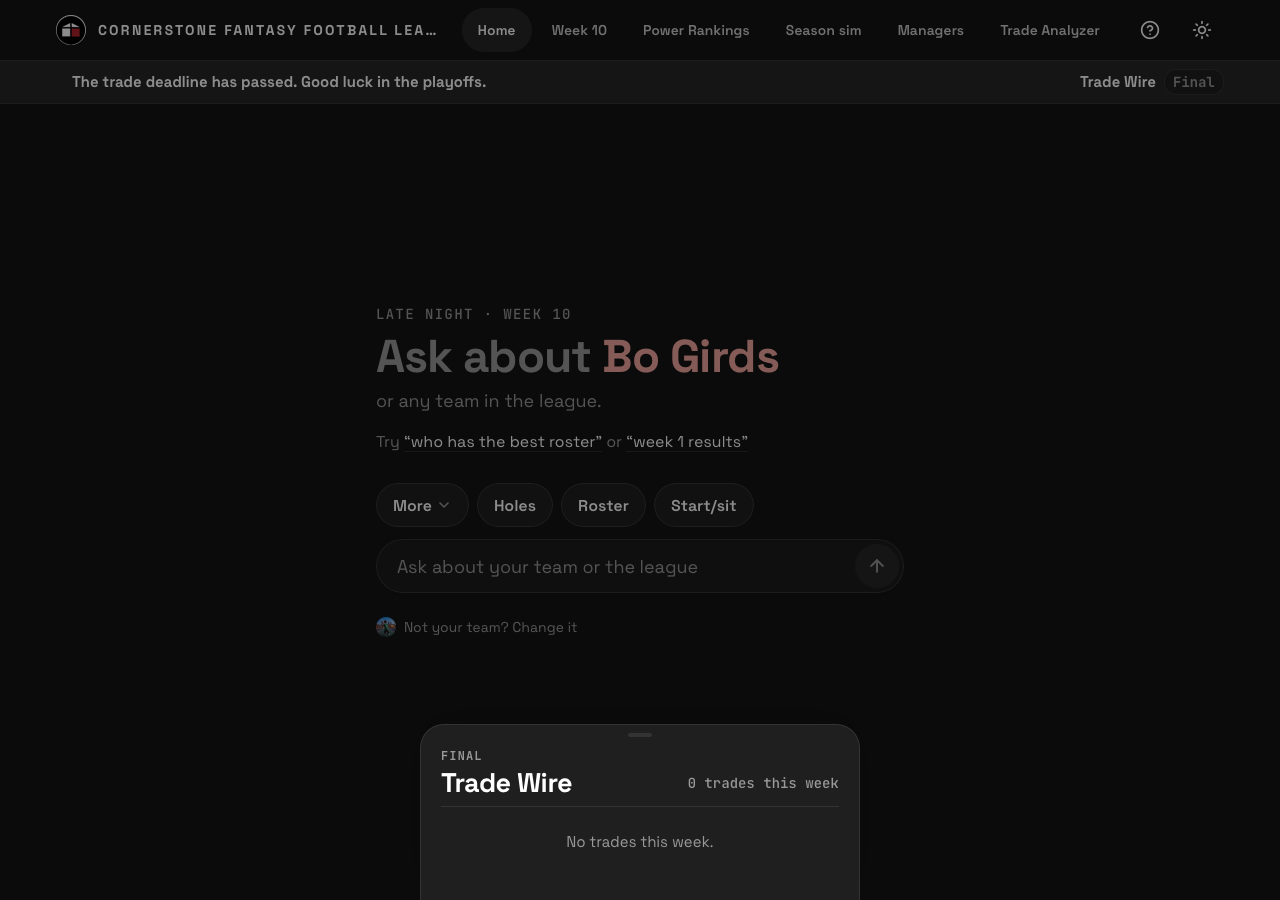 CORNERSTONE FANTASY FOOTBALL LEA…
Home
Week 10
Power Rankings
Season sim
Managers
Trade Analyzer
The trade deadline has passed. Good luck in the playoffs.
Trade Wire
Final
LATE NIGHT · WEEK 10
Ask about Bo Girds
or any team in the league.
Try “who has the best roster” or “week 1 results”
More
Holes
Roster
Start/sit
Ask about your team or the league
Not your team? Change it
FINAL
Trade Wire
0 trades this week
No trades this week.